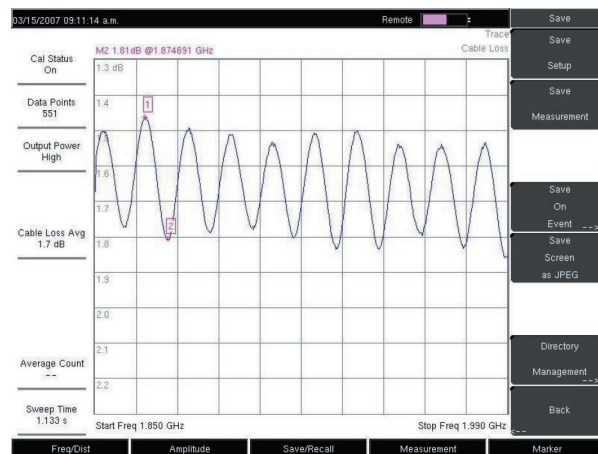 03/15/2007 09:11:14 a.m.
Remote
Save
Trace
M2 1.81dB @1.874691 GHz
Cable Loss
Cal Status
On
Data Points
551
Output Power
High
Cable Loss Avg
1.7 dB
Average Count
--
Sweep Time
1.133 s
1.3 dB
1.4
1
1.6
1.7
2
1.8
1.9
2.0
2.1
2.2
Start Freq 1.850 GHz
Stop Freq 1.990 GHz
Save
Setup
Save
Measurement
Save
On
Event -->
Save
Screen
as JPEG
Directory
Management -->
Back
<--
Freq/Dist
Amplitude
Save/Recall
Measurement
Marker